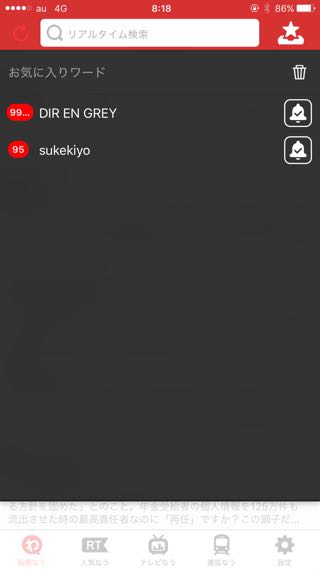 au 4G 8:18 86%
リアルタイム検索
お気に入りワード
99... DIR EN GREY
95 sukekiyo
る方針を固めた」とのこと。年金受給者の個人情報を125万件も
流出させた時の最高責任者なのに「再任」ですか？この調子だ...
わ RT
話題なう 人気なう テレビなう 運延なう 設定